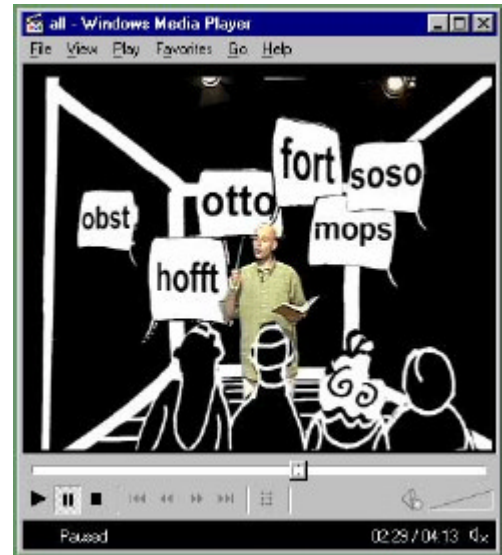 all - Windows Media Player
File View Play Favorites Go Help
fort
soso
otto
obst
mops
hofft
Paused 02:29 / 04:13